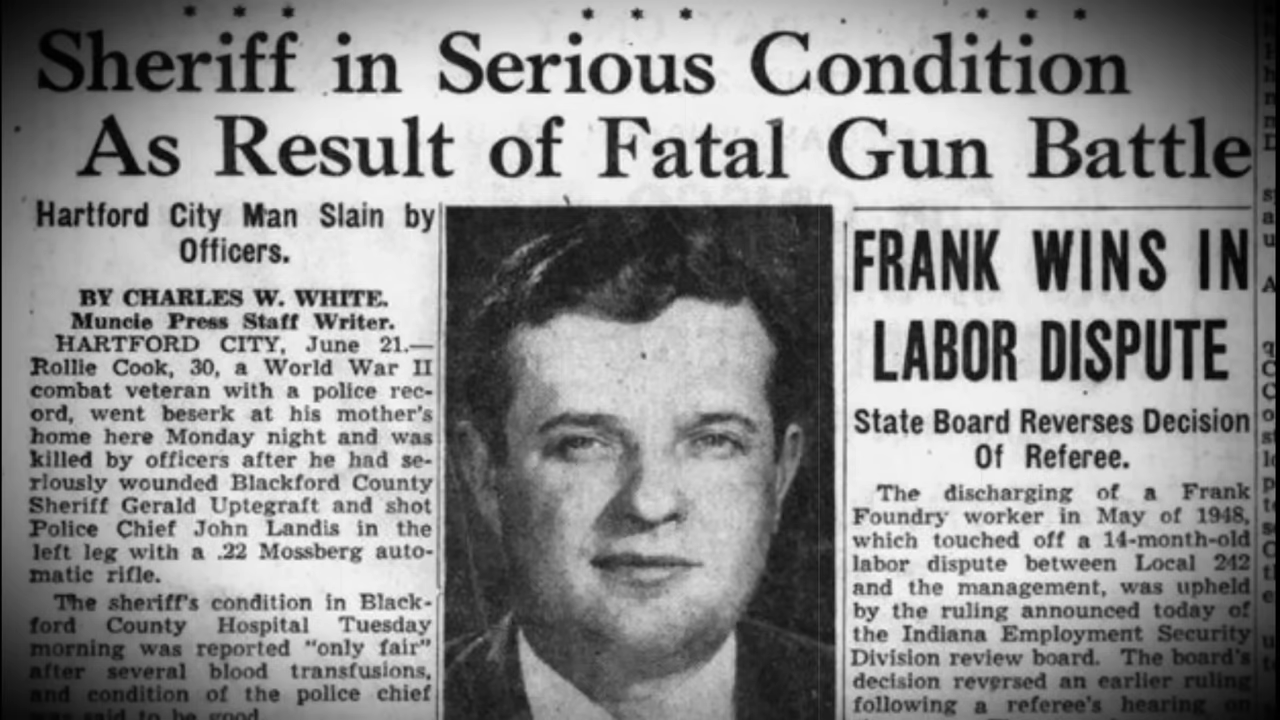 * * *
* * *
* * *
Sheriff in Serious Condition
As Result of Fatal Gun Battle
Hartford City Man Slain by
Officers.
BY CHARLES W. WHITE.
Muncie Press Staff Writer.
HARTFORD CITY, June 21.—
Rollie Cook, 30, a World War II
combat veteran with a police rec-
ord, went beserk at his mother's
home here Monday night and was
killed by officers after he had se-
riously wounded Blackford County
Sheriff Gerald Uptegraft and shot
Police Chief John Landis in the
left leg with a .22 Mossberg auto-
matic rifle.
The sheriff's condition in Black-
ford County Hospital Tuesday
morning was reported "only fair"
after several blood transfusions,
and condition of the police chief
was said to be good.
FRANK WINS IN
LABOR DISPUTE
State Board Reverses Decision
Of Referee.
The discharging of a Frank
Foundry worker in May of 1948,
which touched off a 14-month-old
labor dispute between Local 242
and the management, was upheld
by the ruling announced today of
the Indiana Employment Security
Division review board. The board's
decision reversed an earlier ruling
following a referee's hearing on